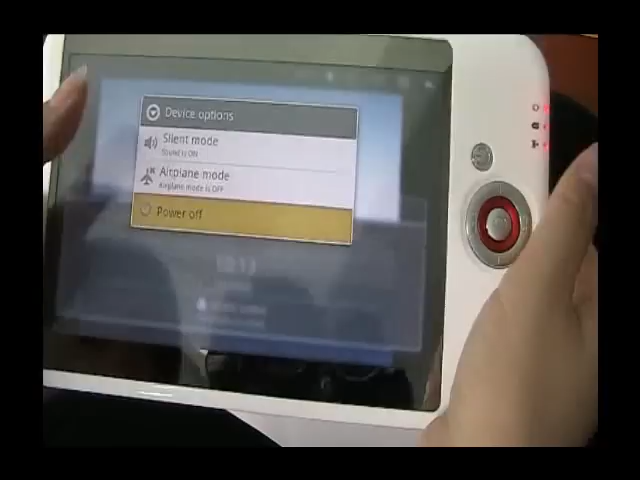 Device options
Silent mode
Sound is ON
Airplane mode
Airplane mode is OFF
Power off